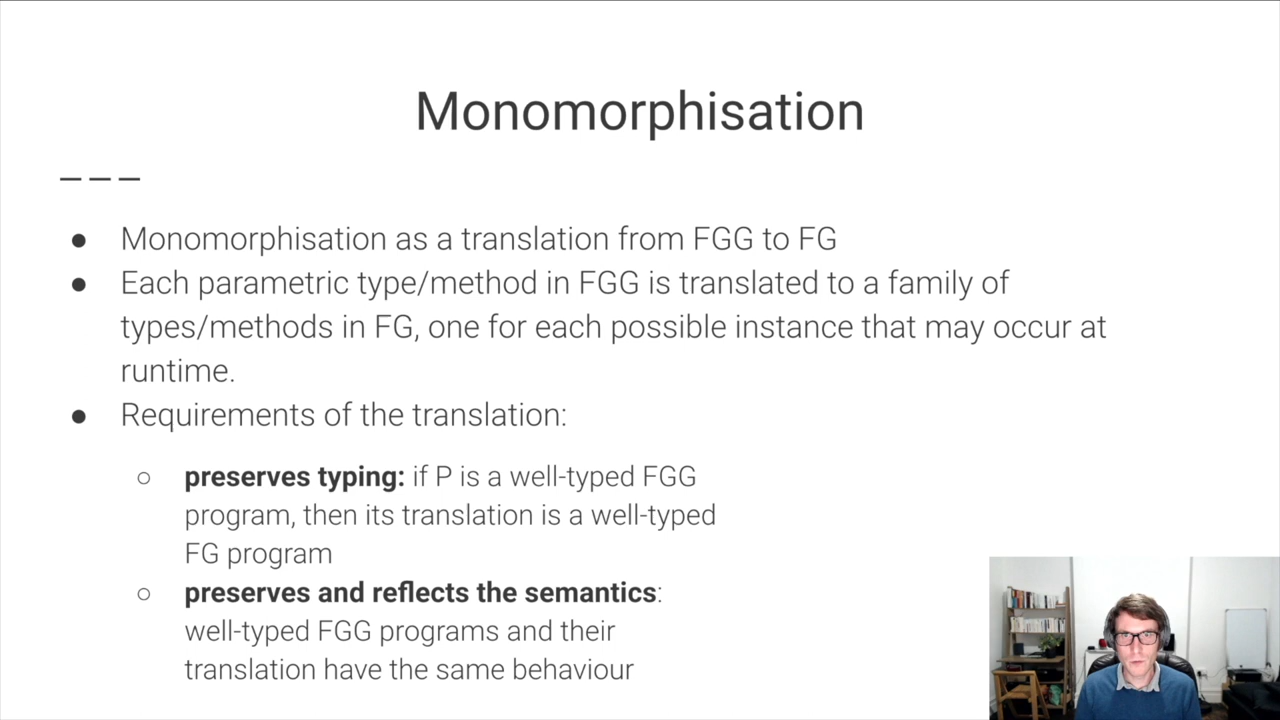 Monomorphisation
● Monomorphisation as a translation from FGG to FG
● Each parametric type/method in FGG is translated to a family of
types/methods in FG, one for each possible instance that may occur at
runtime.
● Requirements of the translation:
○ preserves typing: if P is a well-typed FGG
program, then its translation is a well-typed
FG program
○ preserves and reflects the semantics:
well-typed FGG programs and their
translation have the same behaviour